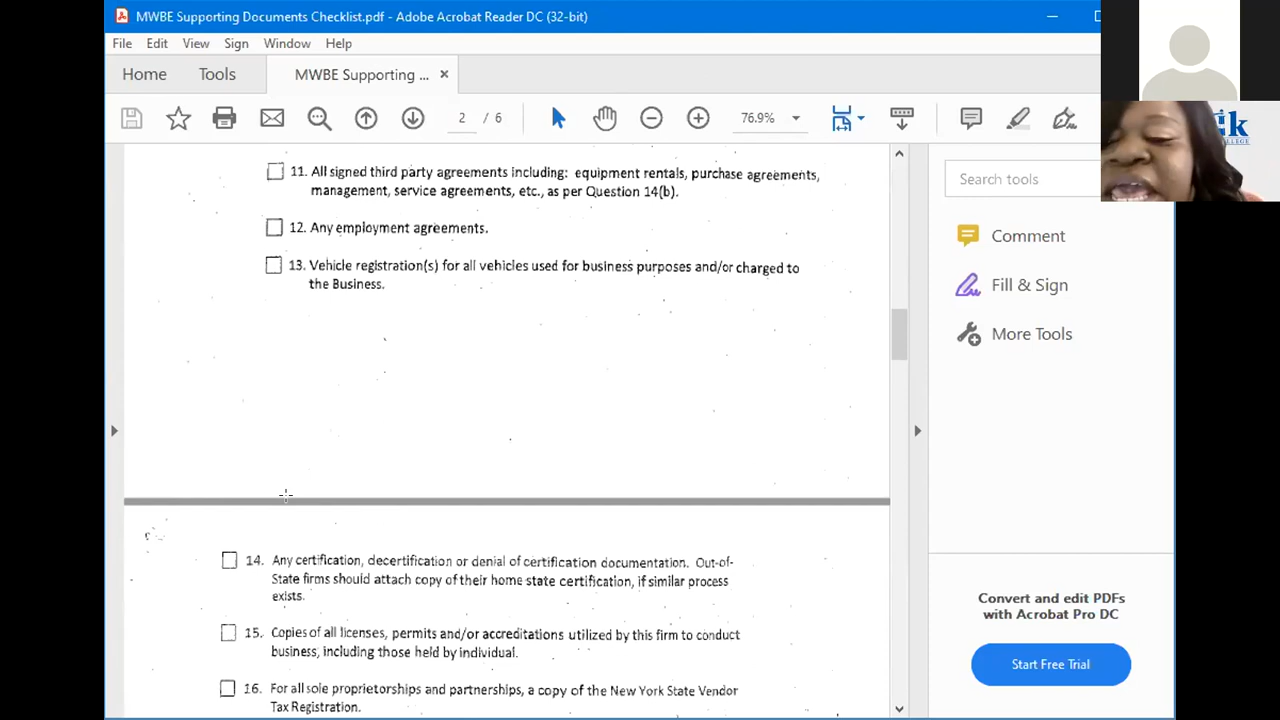 MWBE Supporting Documents Checklist.pdf - Adobe Acrobat Reader DC (32-bit)
File Edit View Sign Window Help
Home Tools MWBE Supporting ... ×
2 / 6 76.9%
11. All signed third party agreements including: equipment rentals, purchase agreements,
management, service agreements, etc., as per Question 14(b).
12. Any employment agreements.
13. Vehicle registration(s) for all vehicles used for business purposes and/or charged to
the Business.
14. Any certification, decertification or denial of certification documentation. Out-of-
State firms should attach copy of their home state certification, if similar process
exists.
15. Copies of all licenses, permits and/or accreditations utilized by this firm to conduct
business, including those held by individual.
16. For all sole proprietorships and partnerships, a copy of the New York State Vendor
Tax Registration.
Search tools
Comment
Fill & Sign
More Tools
Convert and edit PDFs
with Acrobat Pro DC
Start Free Trial